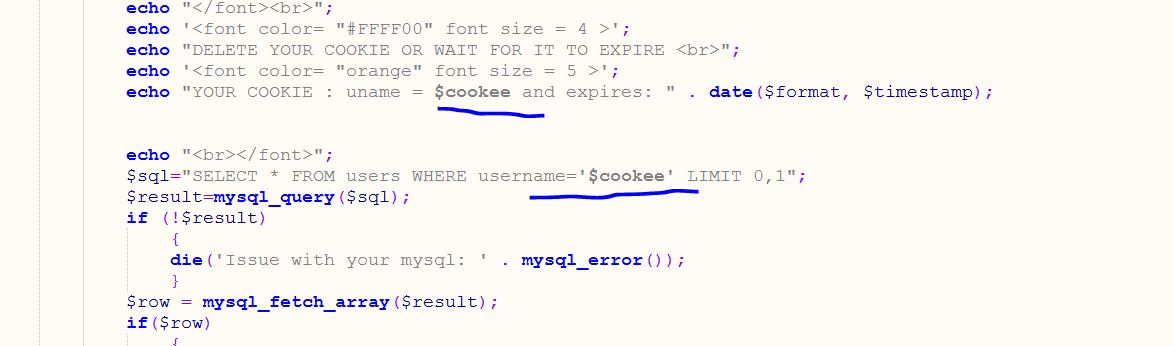 echo "</font><br>";
echo '<font color= "#FFFF00" font size = 4 >';
echo "DELETE YOUR COOKIE OR WAIT FOR IT TO EXPIRE <br>";
echo '<font color= "orange" font size = 5 >';
echo "YOUR COOKIE : uname = $cookee and expires: " . date($format, $timestamp);
echo "<br></font>";
$sql="SELECT * FROM users WHERE username='$cookee' LIMIT 0,1";
$result=mysql_query($sql);
if (!$result)
{
die('Issue with your mysql: ' . mysql_error());
}
$row = mysql_fetch_array($result);
if($row)
{